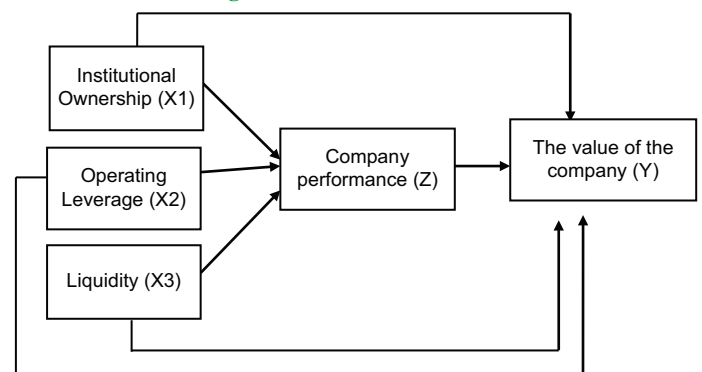 Institutional
Ownership (X1)
Operating
Leverage (X2)
Liquidity (X3)
Company
performance (Z)
The value of the
company (Y)